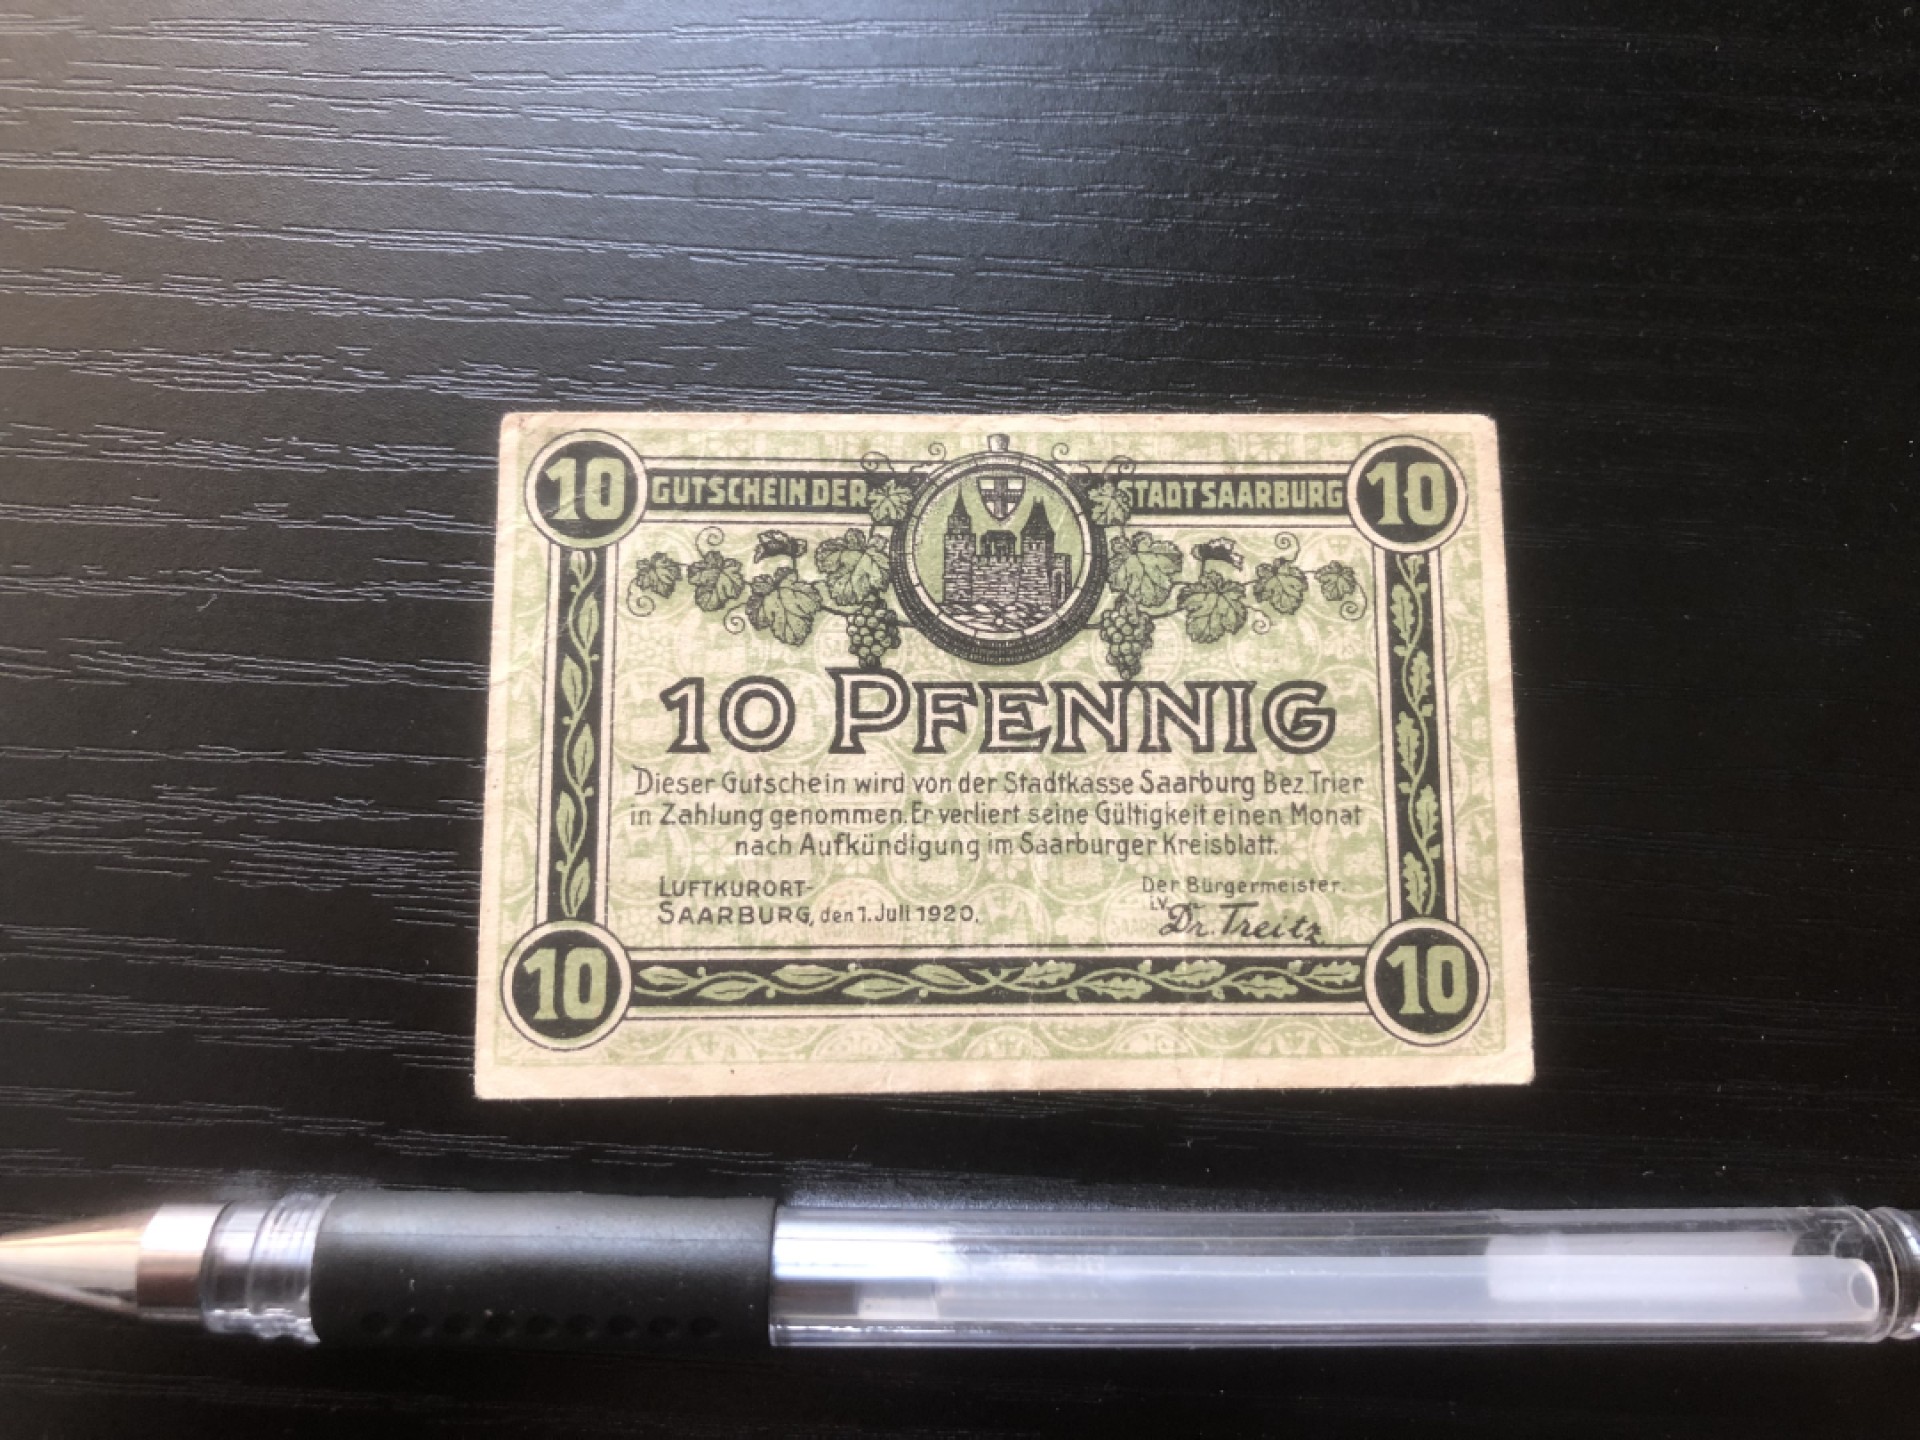 10 GUTSCHEIN DER STADT SAARBURG 10
10 PFENNIG
Dieser Gutschein wird von der Stadtkasse Saarburg Bez. Trier
in Zahlung genommen. Er verliert seine Gültigkeit einen Monat
nach Aufkündigung im Saarburger Kreisblatt.
LUFTKURORT-
SAARBURG, den 1. Juli 1920.
Der Bürgermeister.
i.V.
Dr. Treitz.
10 10